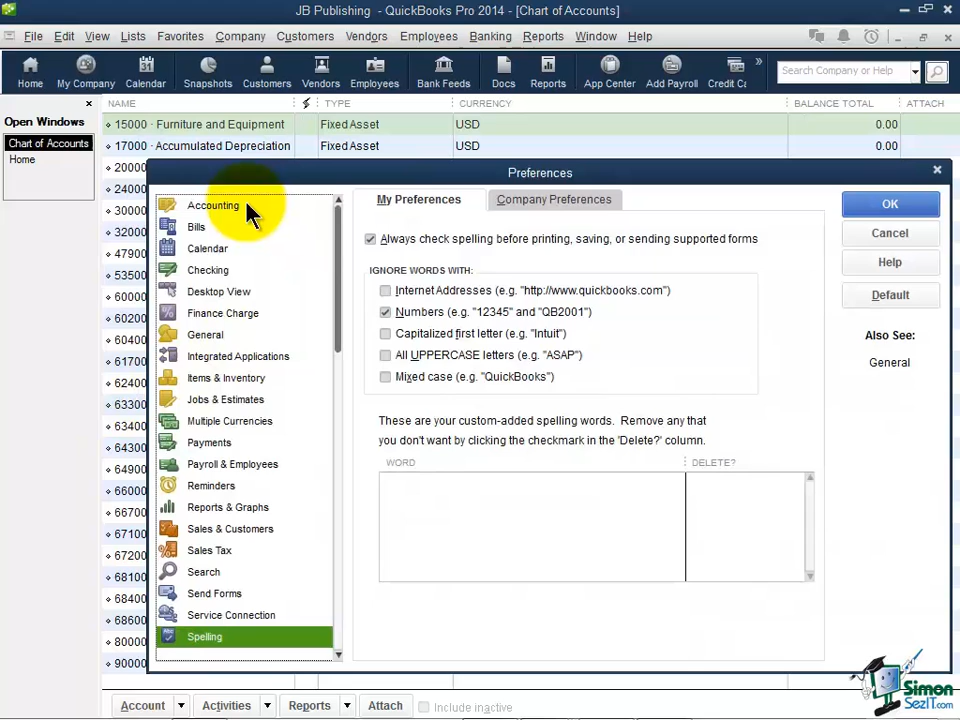 JB Publishing - QuickBooks Pro 2014 - [Chart of Accounts]
File Edit View Lists Favorites Company Customers Vendors Employees Banking Reports Window Help
Home My Company Calendar Snapshots Customers Vendors Employees Bank Feeds Docs Reports App Center Add Payroll Credit Ca »
Search Company or Help
Open Windows
Chart of Accounts
Home
NAME TYPE CURRENCY BALANCE TOTAL ATTACH
15000 · Furniture and Equipment Fixed Asset USD 0.00
17000 · Accumulated Depreciation Fixed Asset USD 0.00
20000
24000
30000
32000
47900
53500
60000
60200
60400
61700
62400
63300
63400
64300
64900
66000
66700
67100
67200
68100
68400
68600
80000
90000
Preferences
Accounting
Bills
Calendar
Checking
Desktop View
Finance Charge
General
Integrated Applications
Items & Inventory
Jobs & Estimates
Multiple Currencies
Payments
Payroll & Employees
Reminders
Reports & Graphs
Sales & Customers
Sales Tax
Search
Send Forms
Service Connection
Spelling
My Preferences Company Preferences
Always check spelling before printing, saving, or sending supported forms
IGNORE WORDS WITH:
Internet Addresses (e.g. "http://www.quickbooks.com")
Numbers (e.g. "12345" and "QB2001")
Capitalized first letter (e.g. "Intuit")
All UPPERCASE letters (e.g. "ASAP")
Mixed case (e.g. "QuickBooks")
These are your custom-added spelling words. Remove any that
you don't want by clicking the checkmark in the 'Delete?' column.
WORD DELETE?
OK
Cancel
Help
Default
Also See:
General
Account Activities Reports Attach Include inactive
Simon
SezIT.com